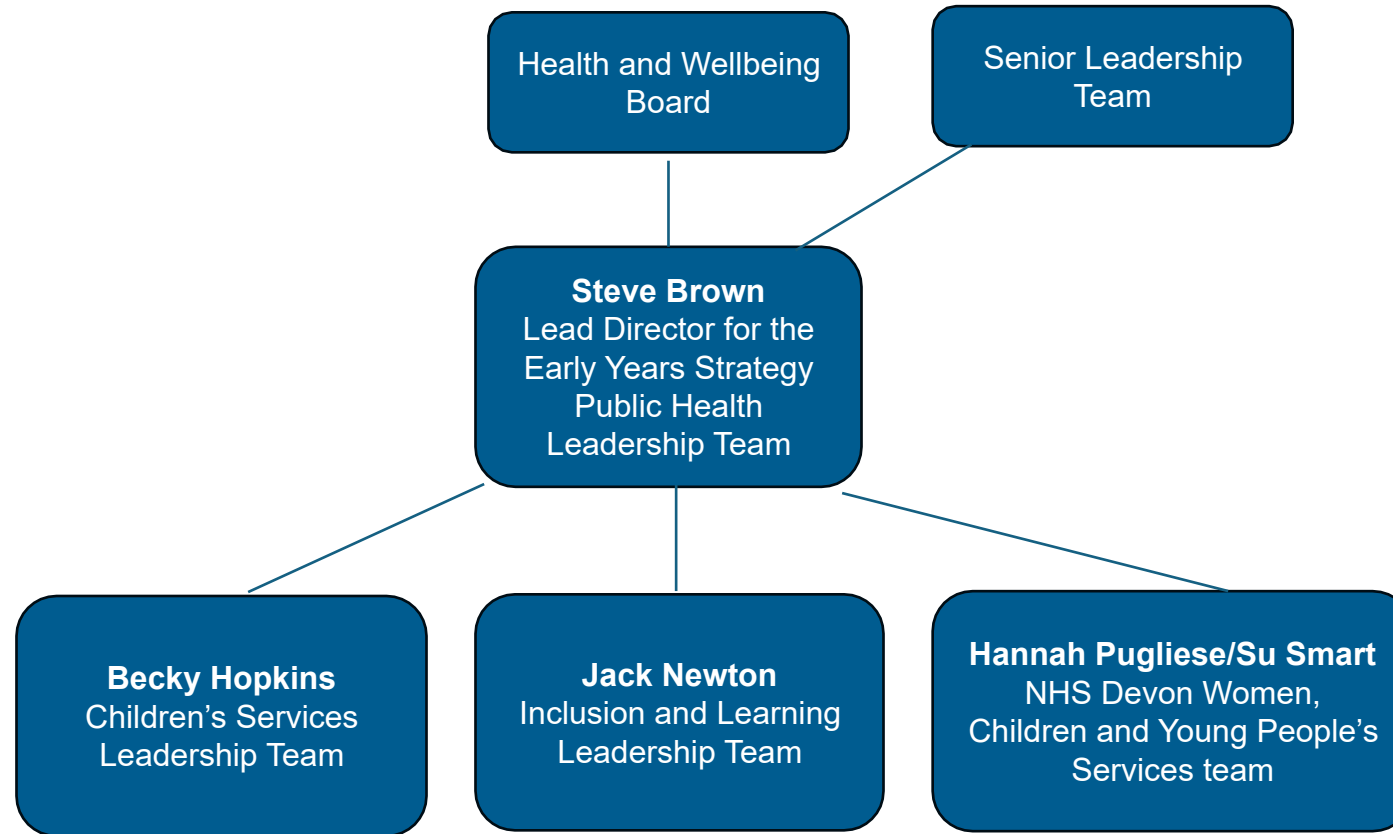 Health and Wellbeing
Board
Senior Leadership
Team
Steve Brown
Lead Director for the
Early Years Strategy
Public Health
Leadership Team
Becky Hopkins
Children’s Services
Leadership Team
Jack Newton
Inclusion and Learning
Leadership Team
Hannah Pugliese/Su Smart
NHS Devon Women,
Children and Young People’s
Services team